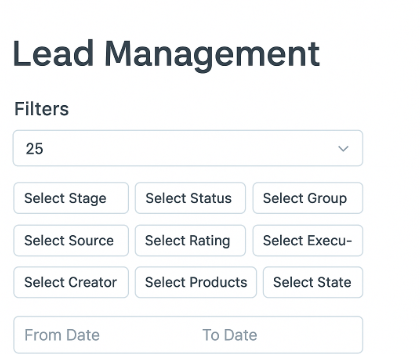 Lead Management
Filters
25
Select Stage Select Status Select Group
Select Source Select Rating Select Execu-
Select Creator Select Products Select State
From Date To Date